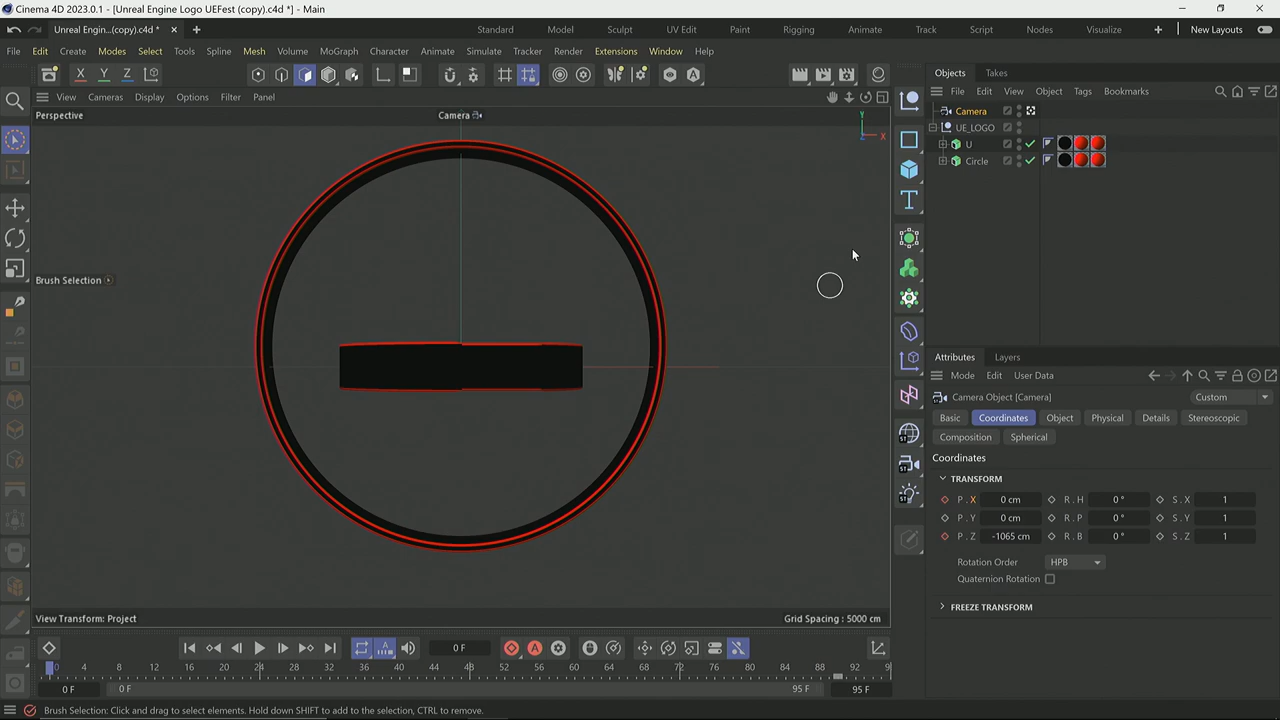 Cinema 4D 2023.0.1 - [Unreal Engine Logo UEFest (copy).c4d *] - Main
Unreal Engin...(copy).c4d *
Standard Model Sculpt UV Edit Paint Rigging Animate Track Script Nodes Visualize New Layouts
File Edit Create Modes Select Tools Spline Mesh Volume MoGraph Character Animate Simulate Tracker Render Extensions Window Help
X Y Z
Objects Takes
File Edit View Object Tags Bookmarks
View Cameras Display Options Filter Panel
Perspective
Camera
Y
X
Z
Camera
UE_LOGO
U
Circle
Brush Selection
Attributes Layers
Mode Edit User Data
Camera Object [Camera]
Custom
Basic Coordinates Object Physical Details Stereoscopic
Composition Spherical
Coordinates
TRANSFORM
P . X 0 cm R . H 0 ° S . X 1
P . Y 0 cm R . P 0 ° S . Y 1
P . Z -1065 cm R . B 0 ° S . Z 1
Rotation Order HPB
Quaternion Rotation
FREEZE TRANSFORM
ST
ST
ST
View Transform: Project
Grid Spacing : 5000 cm
0 F
0 4 8 12 16 20 24 28 32 36 40 44 48 52 56 60 64 68 72 76 80 84 88 92 9
0 F 0 F 95 F 95 F
Brush Selection: Click and drag to select elements. Hold down SHIFT to add to the selection, CTRL to remove.